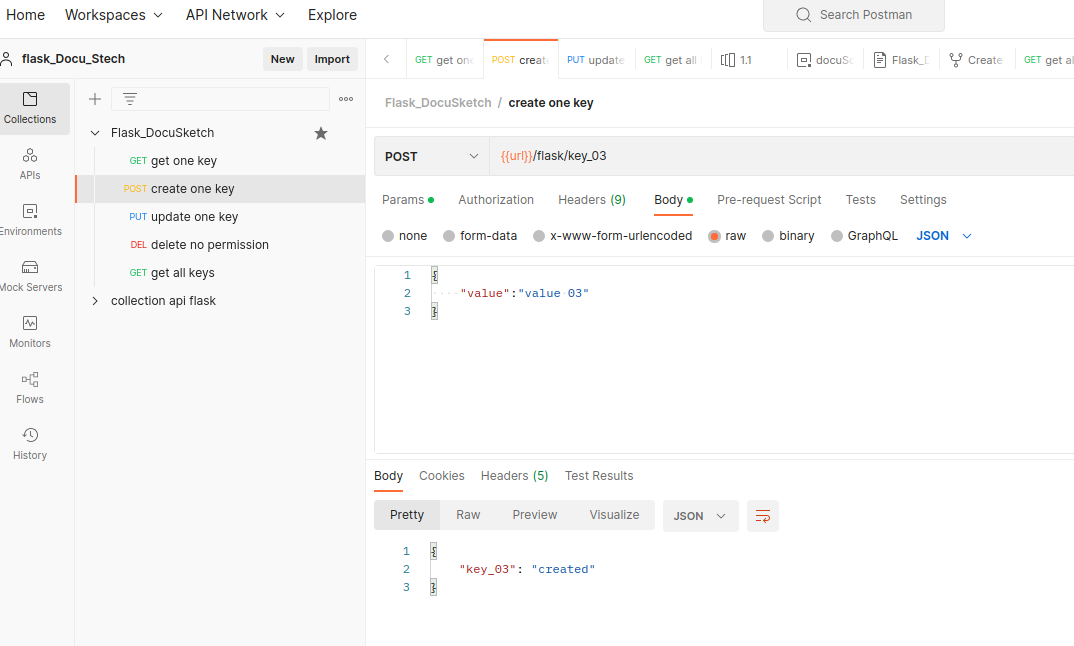 Home Workspaces API Network Explore Search Postman
flask_Docu_Stech New Import
GET get one POST create PUT update GET get all 1.1 docuS Flask_D Create GET get al
Collections
APIs
Environments
Mock Servers
Monitors
Flows
History
Flask_DocuSketch
GET get one key
POST create one key
PUT update one key
DEL delete no permission
GET get all keys
collection api flask
Flask_DocuSketch / create one key
POST {{url}}/flask/key_03
Params Authorization Headers (9) Body Pre-request Script Tests Settings
none form-data x-www-form-urlencoded raw binary GraphQL JSON
1 {
2 "value":"value 03"
3 }
Body Cookies Headers (5) Test Results
Pretty Raw Preview Visualize JSON
1 {
2 "key_03": "created"
3 }